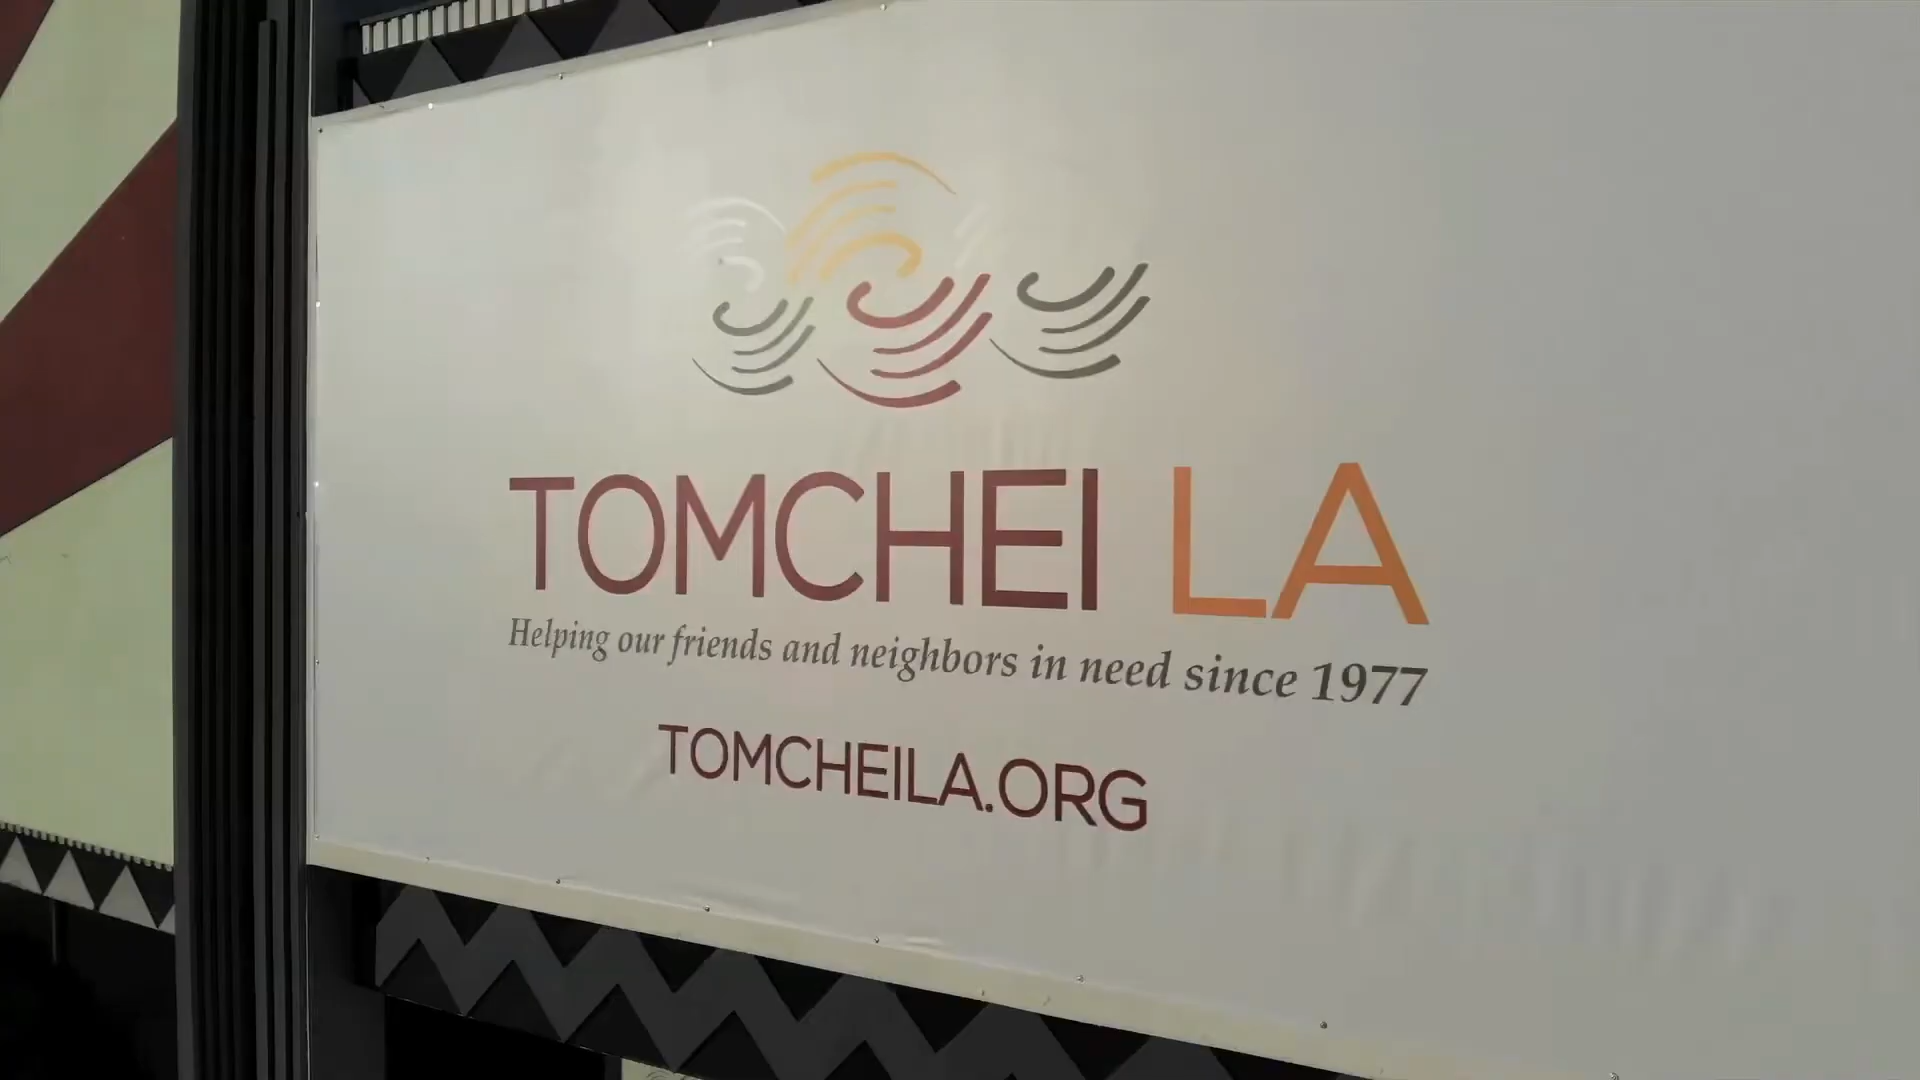 TOMCHEI LA
Helping our friends and neighbors in need since 1977
TOMCHEILA.ORG